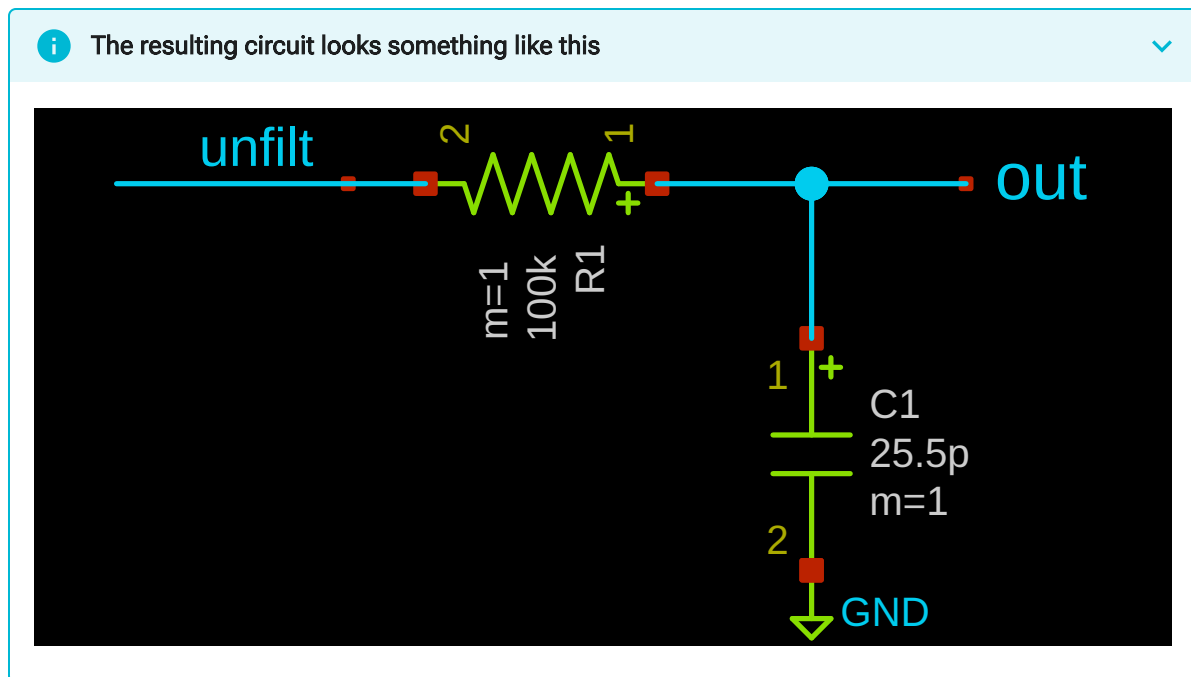 The resulting circuit looks something like this
unfilt
2
1
out
R1
100k
m=1
1
C1
25.5p
m=1
2
GND